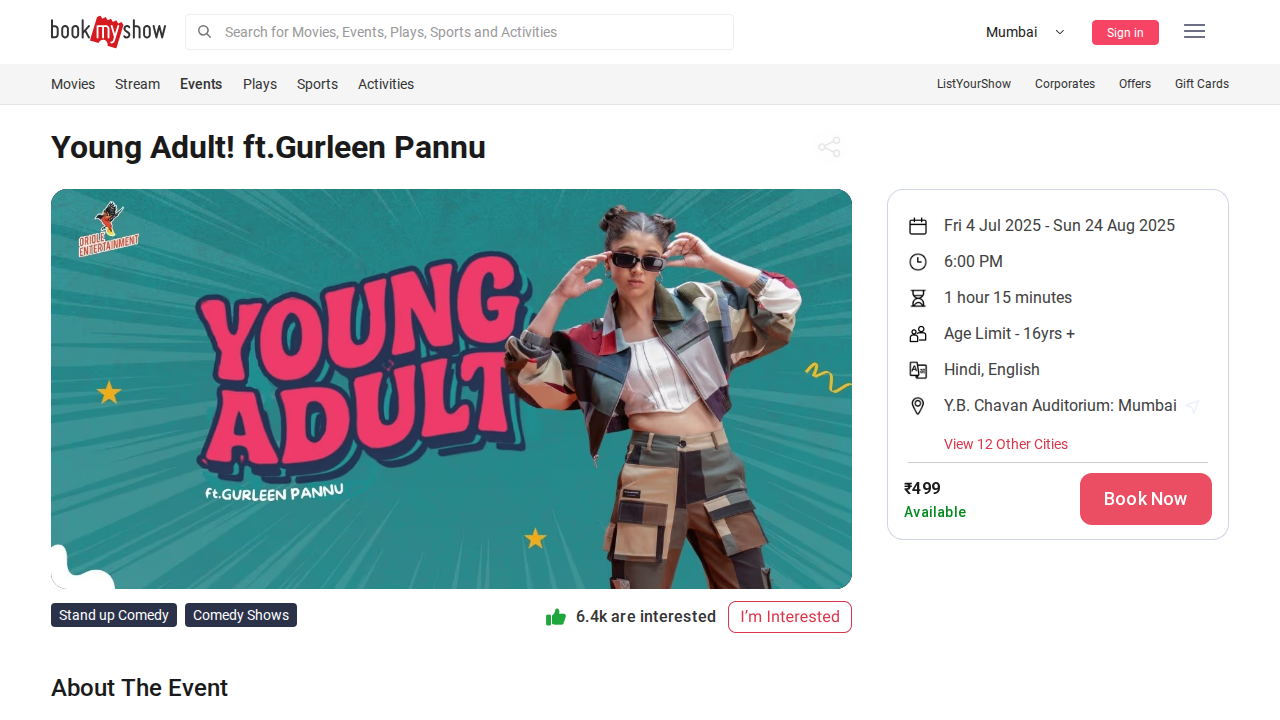 bookmyshow
Search for Movies, Events, Plays, Sports and Activities
Mumbai
Sign in
Movies Stream Events Plays Sports Activities
ListYourShow Corporates Offers Gift Cards
Young Adult! ft.Gurleen Pannu
ORIOLE
ENTERTAINMENT
YOUNG
ADULT
ft.GURLEEN PANNU
Fri 4 Jul 2025 - Sun 24 Aug 2025
6:00 PM
1 hour 15 minutes
Age Limit - 16yrs +
Hindi, English
Y.B. Chavan Auditorium: Mumbai
View 12 Other Cities
₹499
Available
Book Now
Stand up Comedy Comedy Shows
6.4k are interested
I’m Interested
About The Event